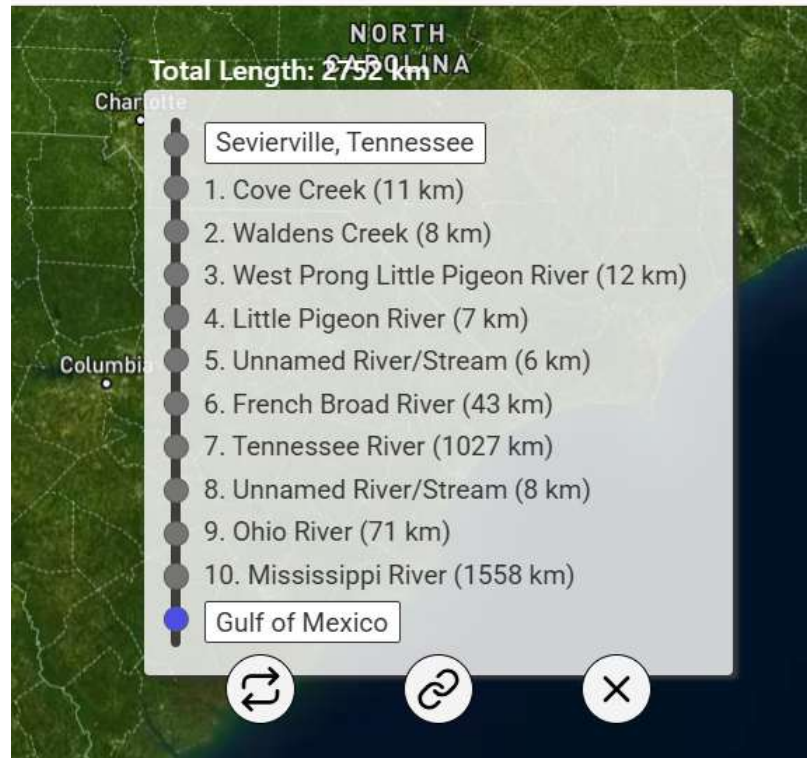 NORTH
CAROLINA
Total Length: 2752 km
Charlotte
Sevierville, Tennessee
1. Cove Creek (11 km)
2. Waldens Creek (8 km)
3. West Prong Little Pigeon River (12 km)
4. Little Pigeon River (7 km)
Columbia
5. Unnamed River/Stream (6 km)
6. French Broad River (43 km)
7. Tennessee River (1027 km)
8. Unnamed River/Stream (8 km)
9. Ohio River (71 km)
10. Mississippi River (1558 km)
Gulf of Mexico